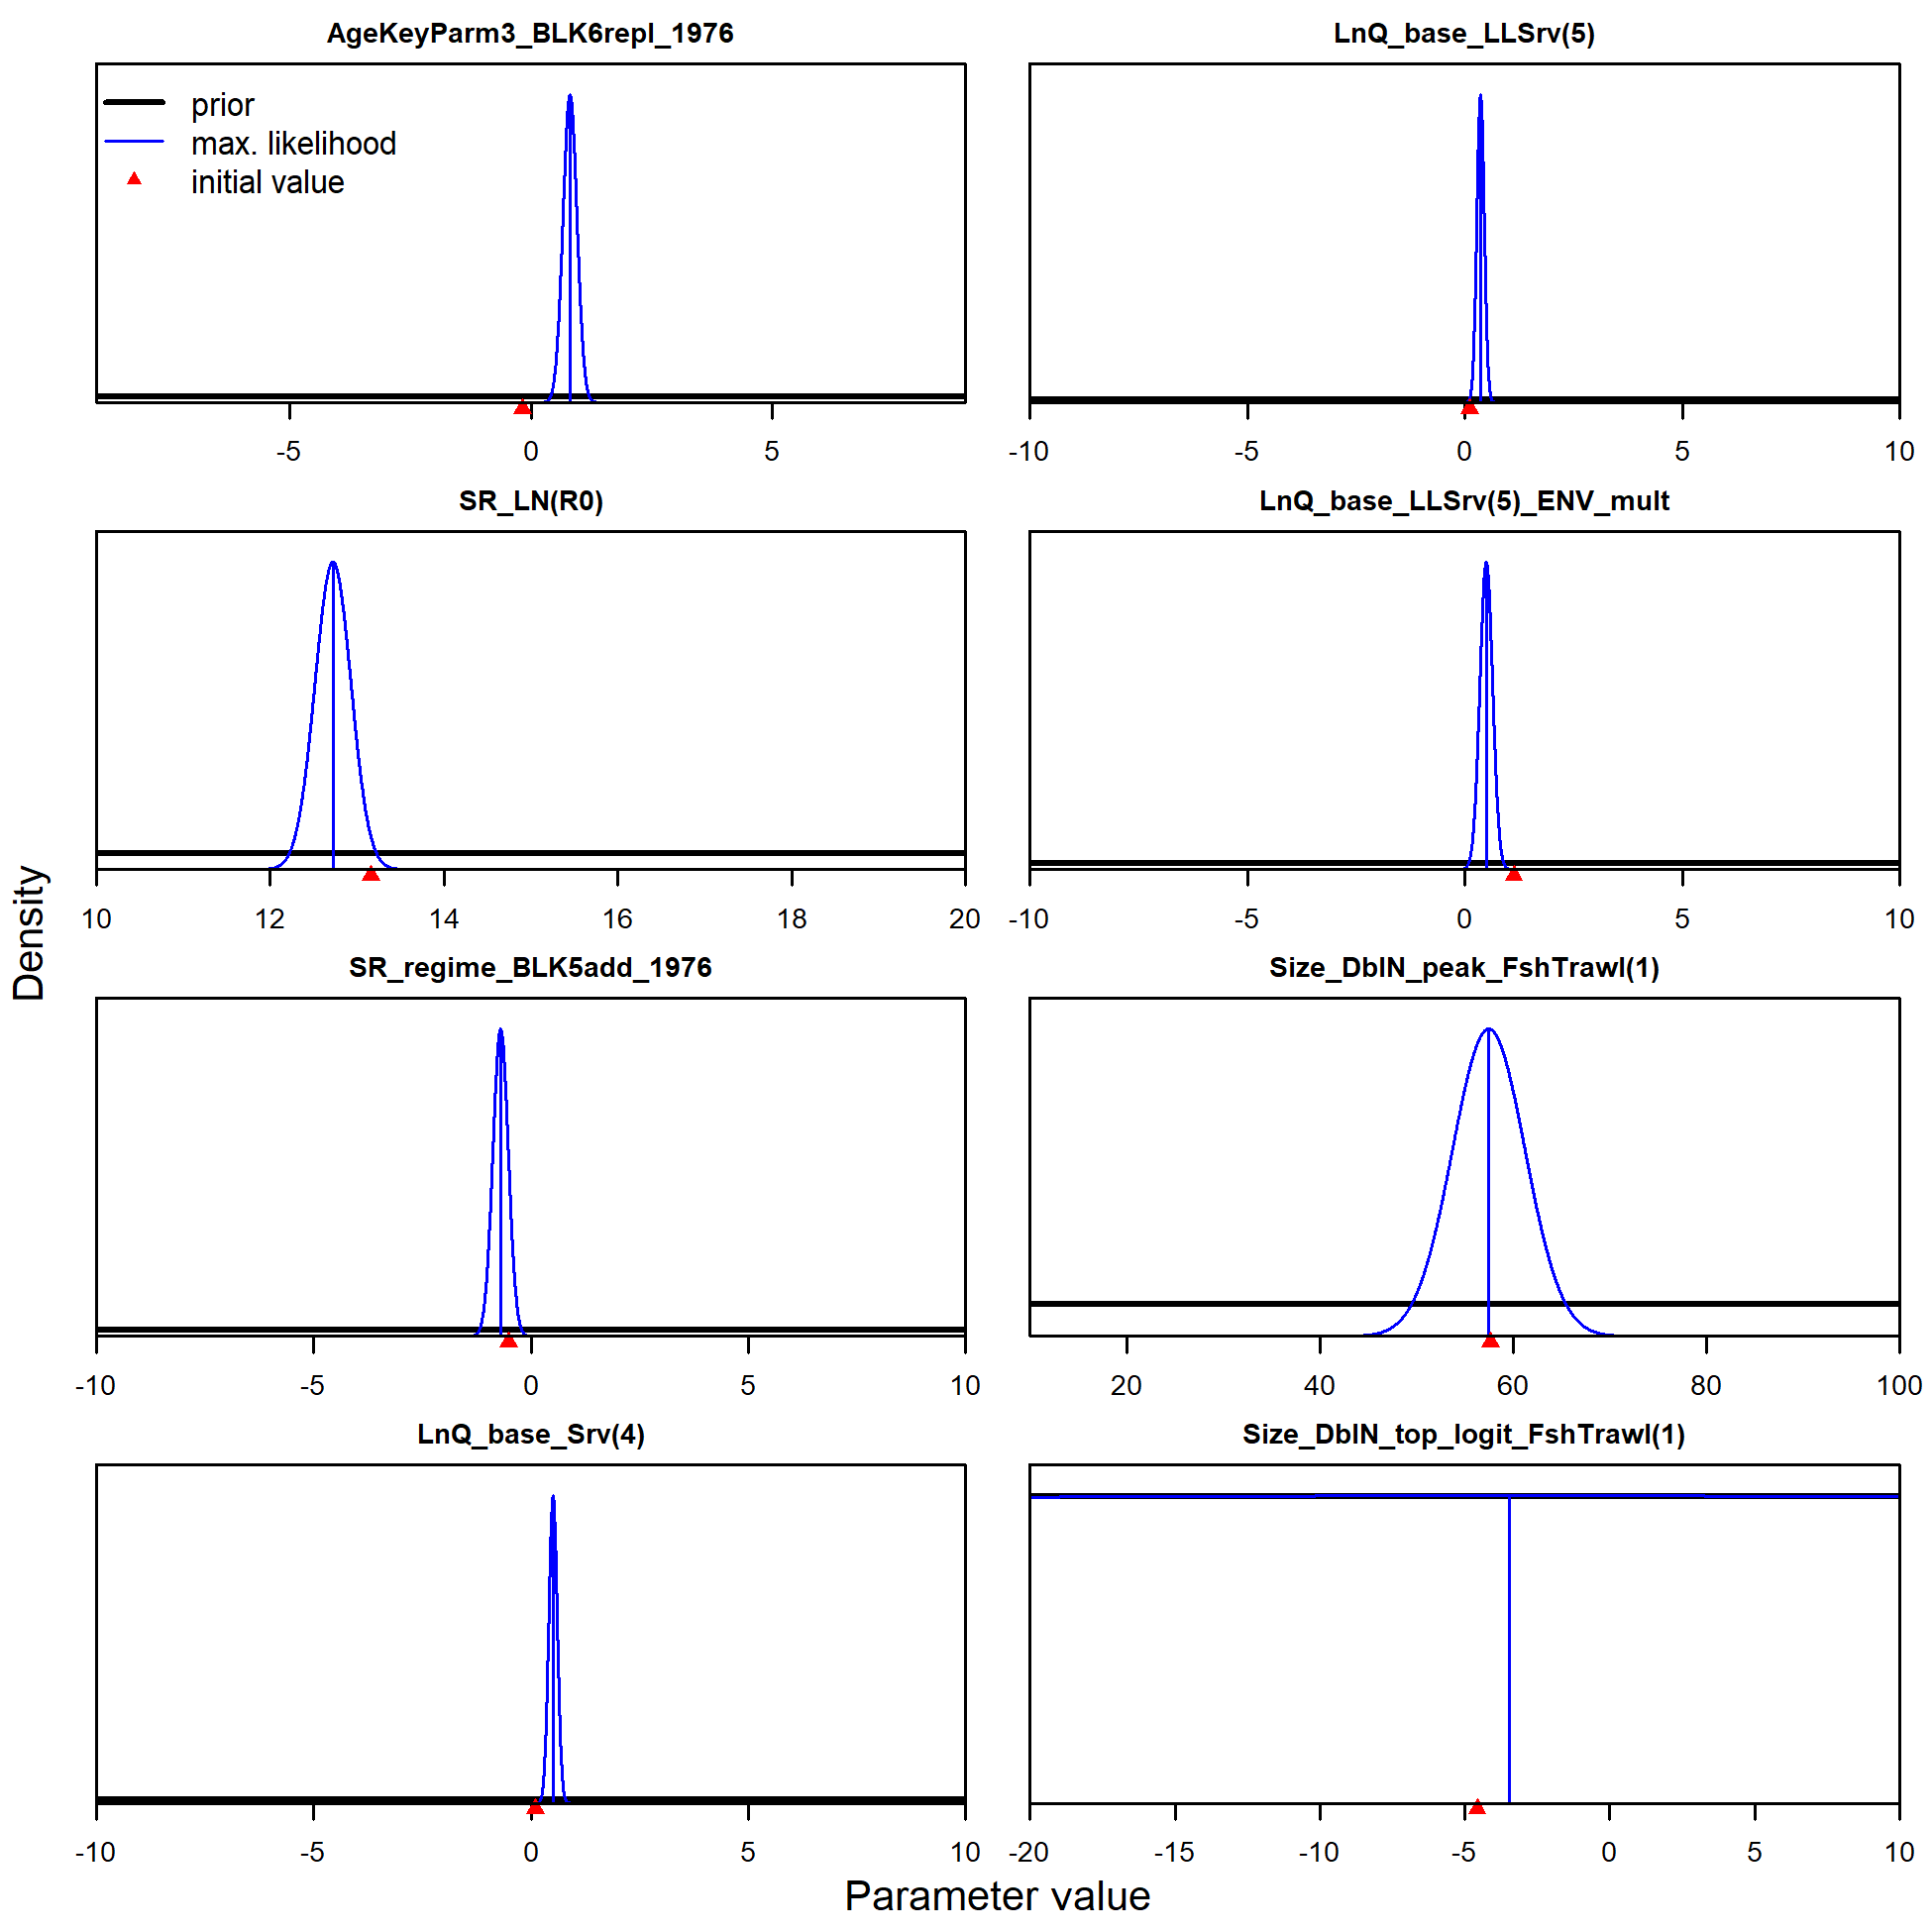 AgeKeyParm3_BLK6repl_1976
prior
max. likelihood
initial value
-5 0 5
LnQ_base_LLSrv(5)
-10 -5 0 5 10
SR_LN(R0)
10 12 14 16 18 20
LnQ_base_LLSrv(5)_ENV_mult
-10 -5 0 5 10
SR_regime_BLK5add_1976
-10 -5 0 5 10
Size_DblN_peak_FshTrawl(1)
20 40 60 80 100
LnQ_base_Srv(4)
-10 -5 0 5 10
Size_DblN_top_logit_FshTrawl(1)
-20 -15 -10 -5 0 5 10
Density
Parameter value